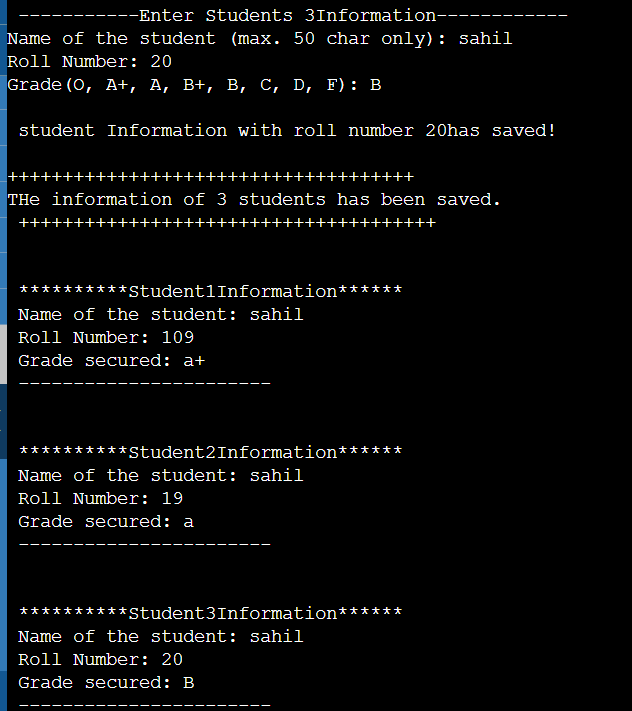 -----------Enter Students 3Information------------
Name of the student (max. 50 char only): sahil
Roll Number: 20
Grade(O, A+, A, B+, B, C, D, F): B
student Information with roll number 20has saved!
+++++++++++++++++++++++++++++++++++++
THe information of 3 students has been saved.
++++++++++++++++++++++++++++++++++++++
**********Student1Information******
Name of the student: sahil
Roll Number: 109
Grade secured: a+
-----------------------
**********Student2Information******
Name of the student: sahil
Roll Number: 19
Grade secured: a
-----------------------
**********Student3Information******
Name of the student: sahil
Roll Number: 20
Grade secured: B
-----------------------